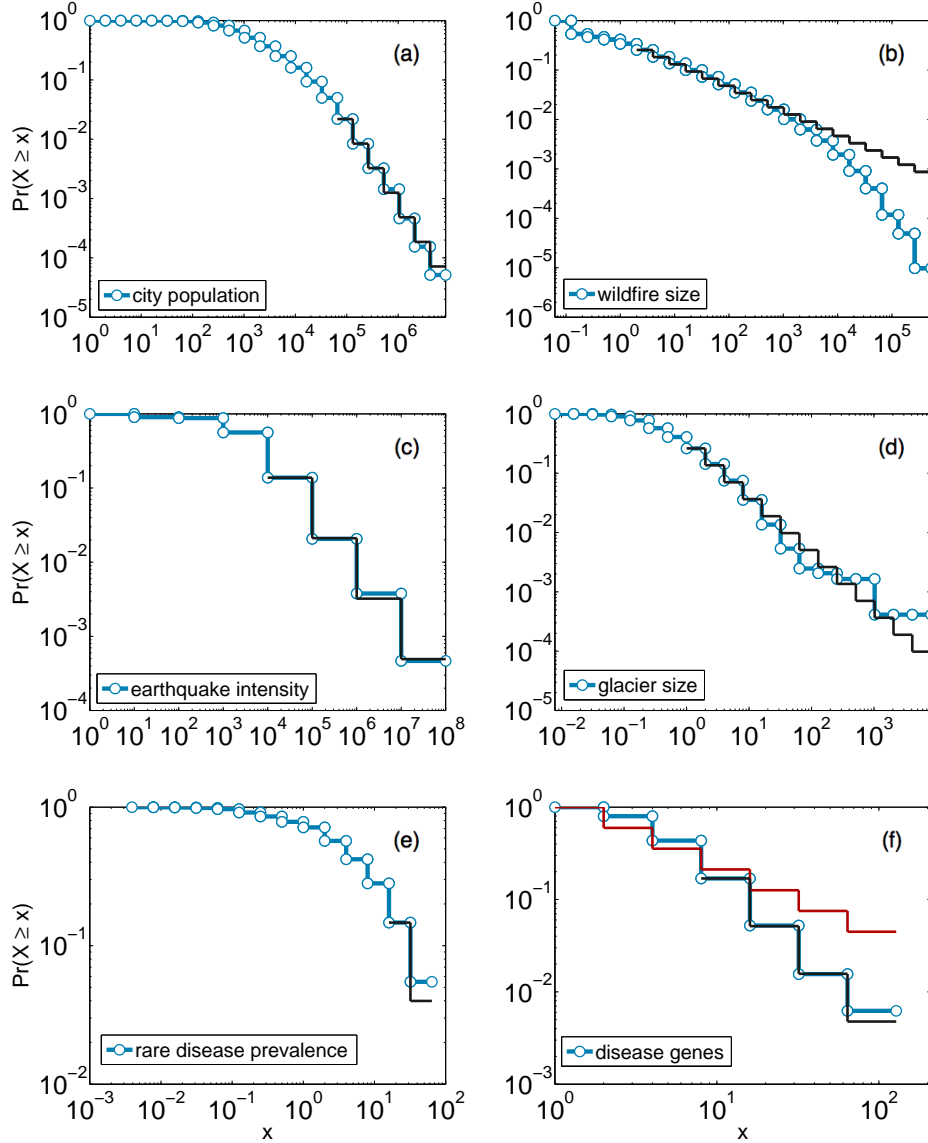 (a)
Pr(X ≥ x)
10^0
10^-1
10^-2
10^-3
10^-4
10^-5
city population
10^0 10^1 10^2 10^3 10^4 10^5 10^6
(b)
10^0
10^-1
10^-2
10^-3
10^-4
10^-5
10^-6
wildfire size
10^-1 10^0 10^1 10^2 10^3 10^4 10^5
(c)
Pr(X ≥ x)
10^0
10^-1
10^-2
10^-3
10^-4
earthquake intensity
10^0 10^1 10^2 10^3 10^4 10^5 10^6 10^7 10^8
(d)
10^0
10^-1
10^-2
10^-3
10^-4
10^-5
glacier size
10^-2 10^-1 10^0 10^1 10^2 10^3
(e)
Pr(X ≥ x)
10^0
10^-1
10^-2
rare disease prevalence
10^-2 10^0 10^1 10^2
x
(f)
10^0
10^-1
10^-2
10^-3
disease genes
10^0 10^1 10^2
x